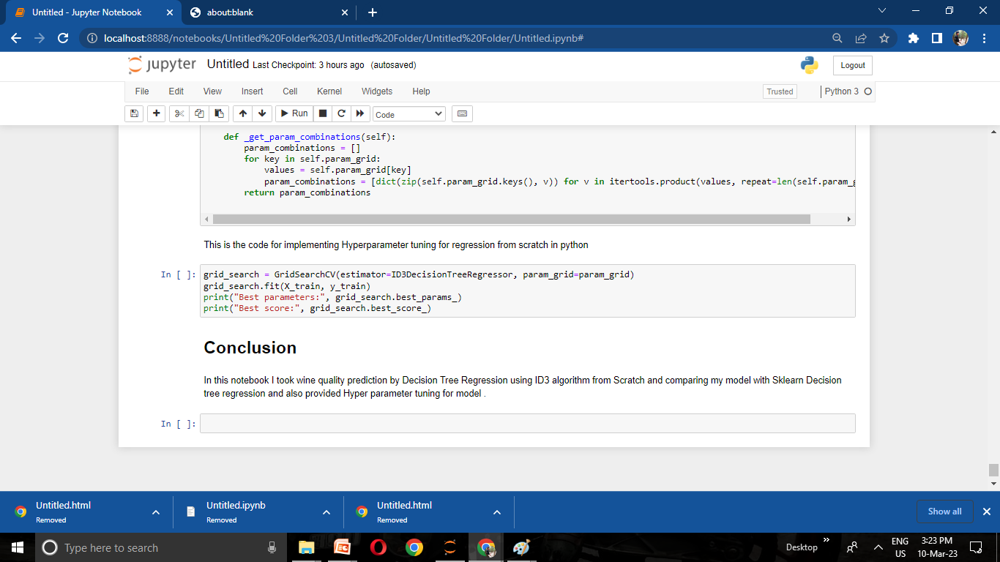 Untitled - Jupyter Notebook
about:blank
localhost:8888/notebooks/Untitled%20Folder%203/Untitled%20Folder/Untitled%20Folder/Untitled.ipynb#
jupyter Untitled Last Checkpoint: 3 hours ago (autosaved)
Logout
File Edit View Insert Cell Kernel Widgets Help
Trusted
Python 3
Run
Code
def _get_param_combinations(self):
param_combinations = []
for key in self.param_grid:
values = self.param_grid[key]
param_combinations = [dict(zip(self.param_grid.keys(), v)) for v in itertools.product(values, repeat=len(self.param_g
return param_combinations
This is the code for implementing Hyperparameter tuning for regression from scratch in python
In [ ]: grid_search = GridSearchCV(estimator=ID3DecisionTreeRegressor, param_grid=param_grid)
grid_search.fit(X_train, y_train)
print("Best parameters:", grid_search.best_params_)
print("Best score:", grid_search.best_score_)
Conclusion
In this notebook I took wine quality prediction by Decision Tree Regression using ID3 algorithm from Scratch and comparing my model with Sklearn Decision
tree regression and also provided Hyper parameter tuning for model .
In [ ]:
Untitled.html
Removed
Untitled.ipynb
Removed
Untitled.html
Removed
Show all
Type here to search
Desktop
ENG
US
3:23 PM
10-Mar-23